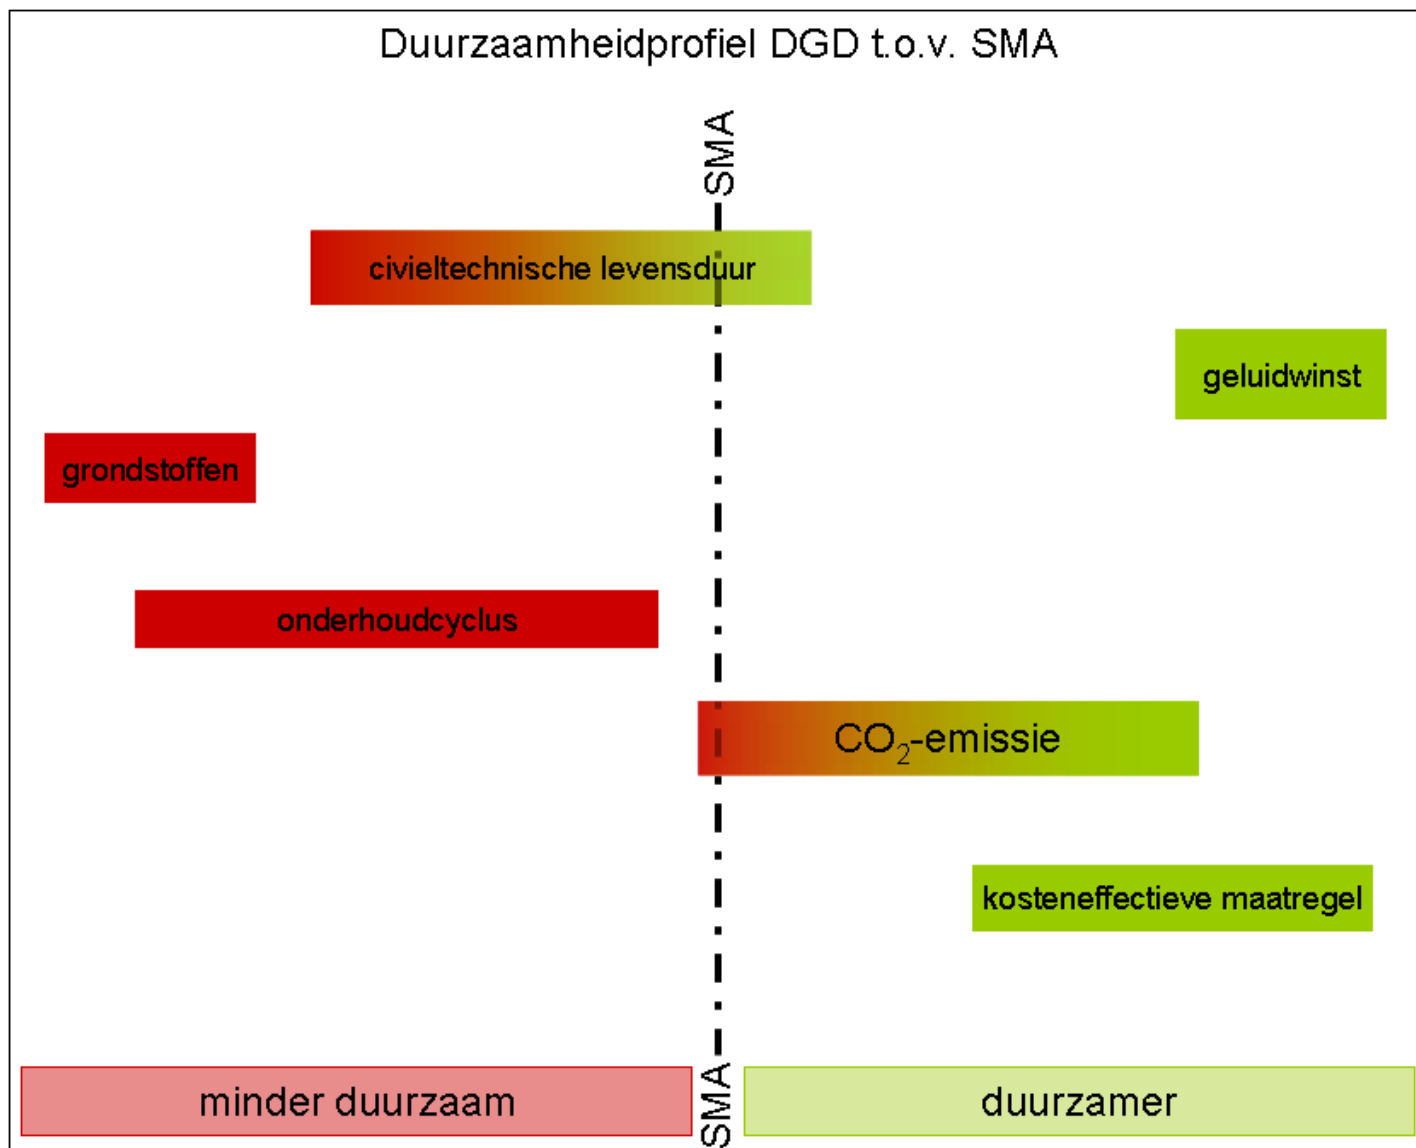 Duurzaamheidprofiel DGD t.o.v. SMA
SMA
civieltechnische levensduur
geluidwinst
grondstoffen
onderhoudcyclus
CO₂-emissie
kosteneffectieve maatregel
minder duurzaam
SMA
duurzamer